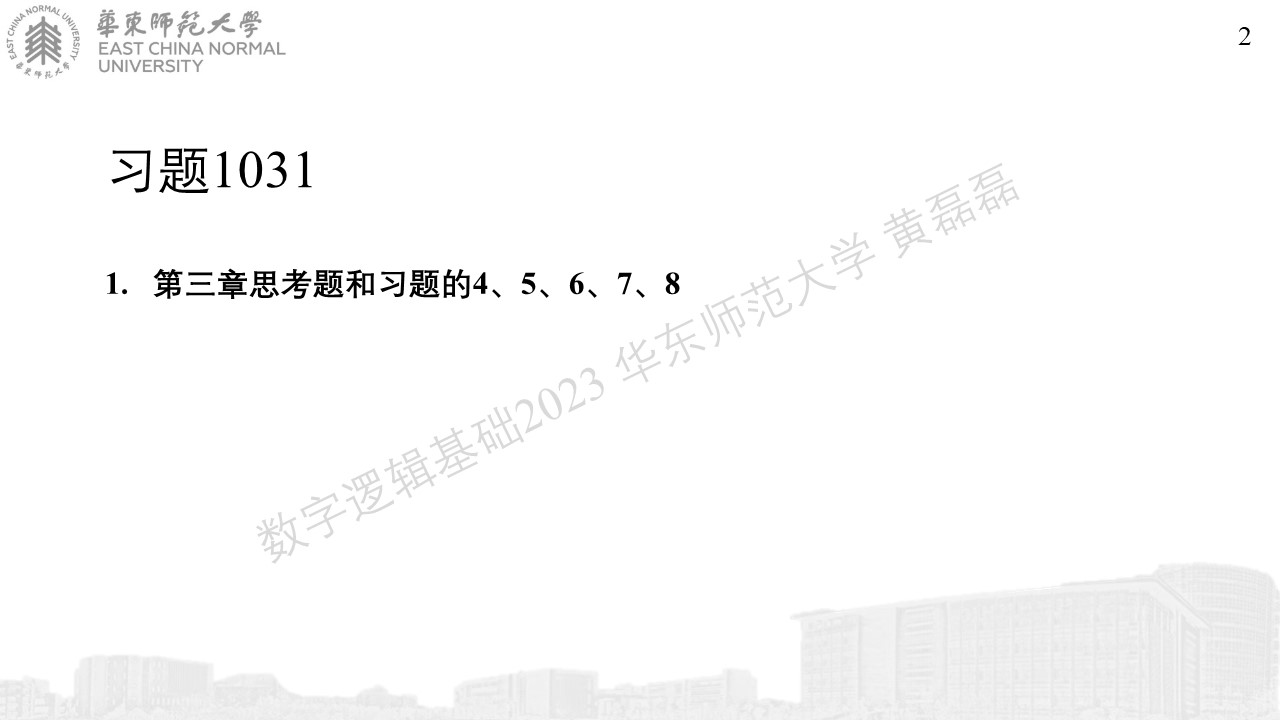 華東師範大學
EAST CHINA NORMAL
UNIVERSITY
EAST CHINA NORMAL UNIVERSITY
華東師范大學
2
习题1031
1. 第三章思考题和习题的4、5、6、7、8
数字逻辑基础2023 华东师范大学 黄磊磊